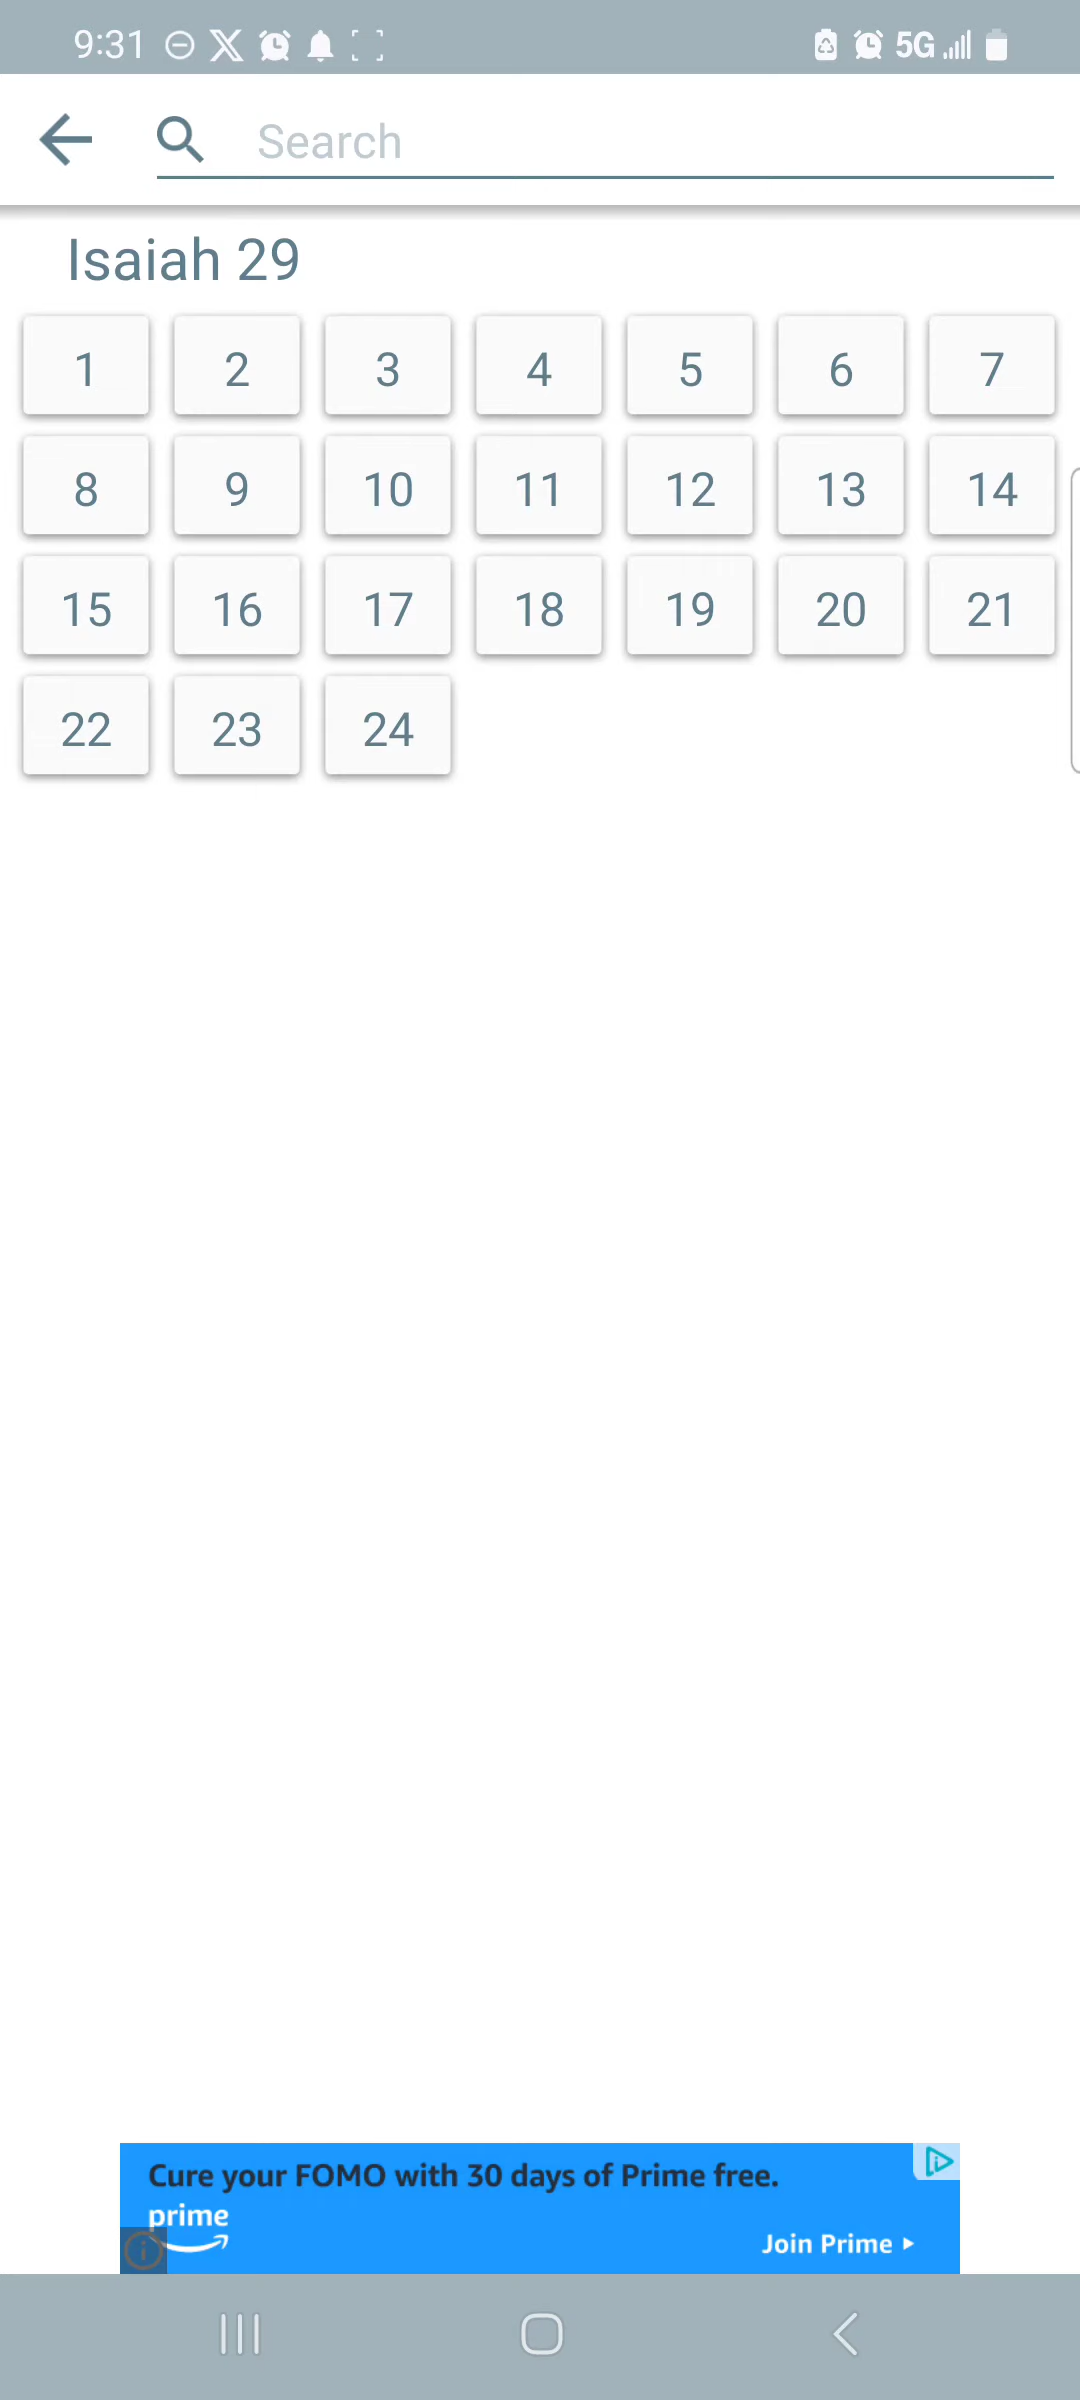 9:31 5G
Search
Isaiah 29
1 2 3 4 5 6 7
8 9 10 11 12 13 14
15 16 17 18 19 20 21
22 23 24
Cure your FOMO with 30 days of Prime free.
prime
Join Prime